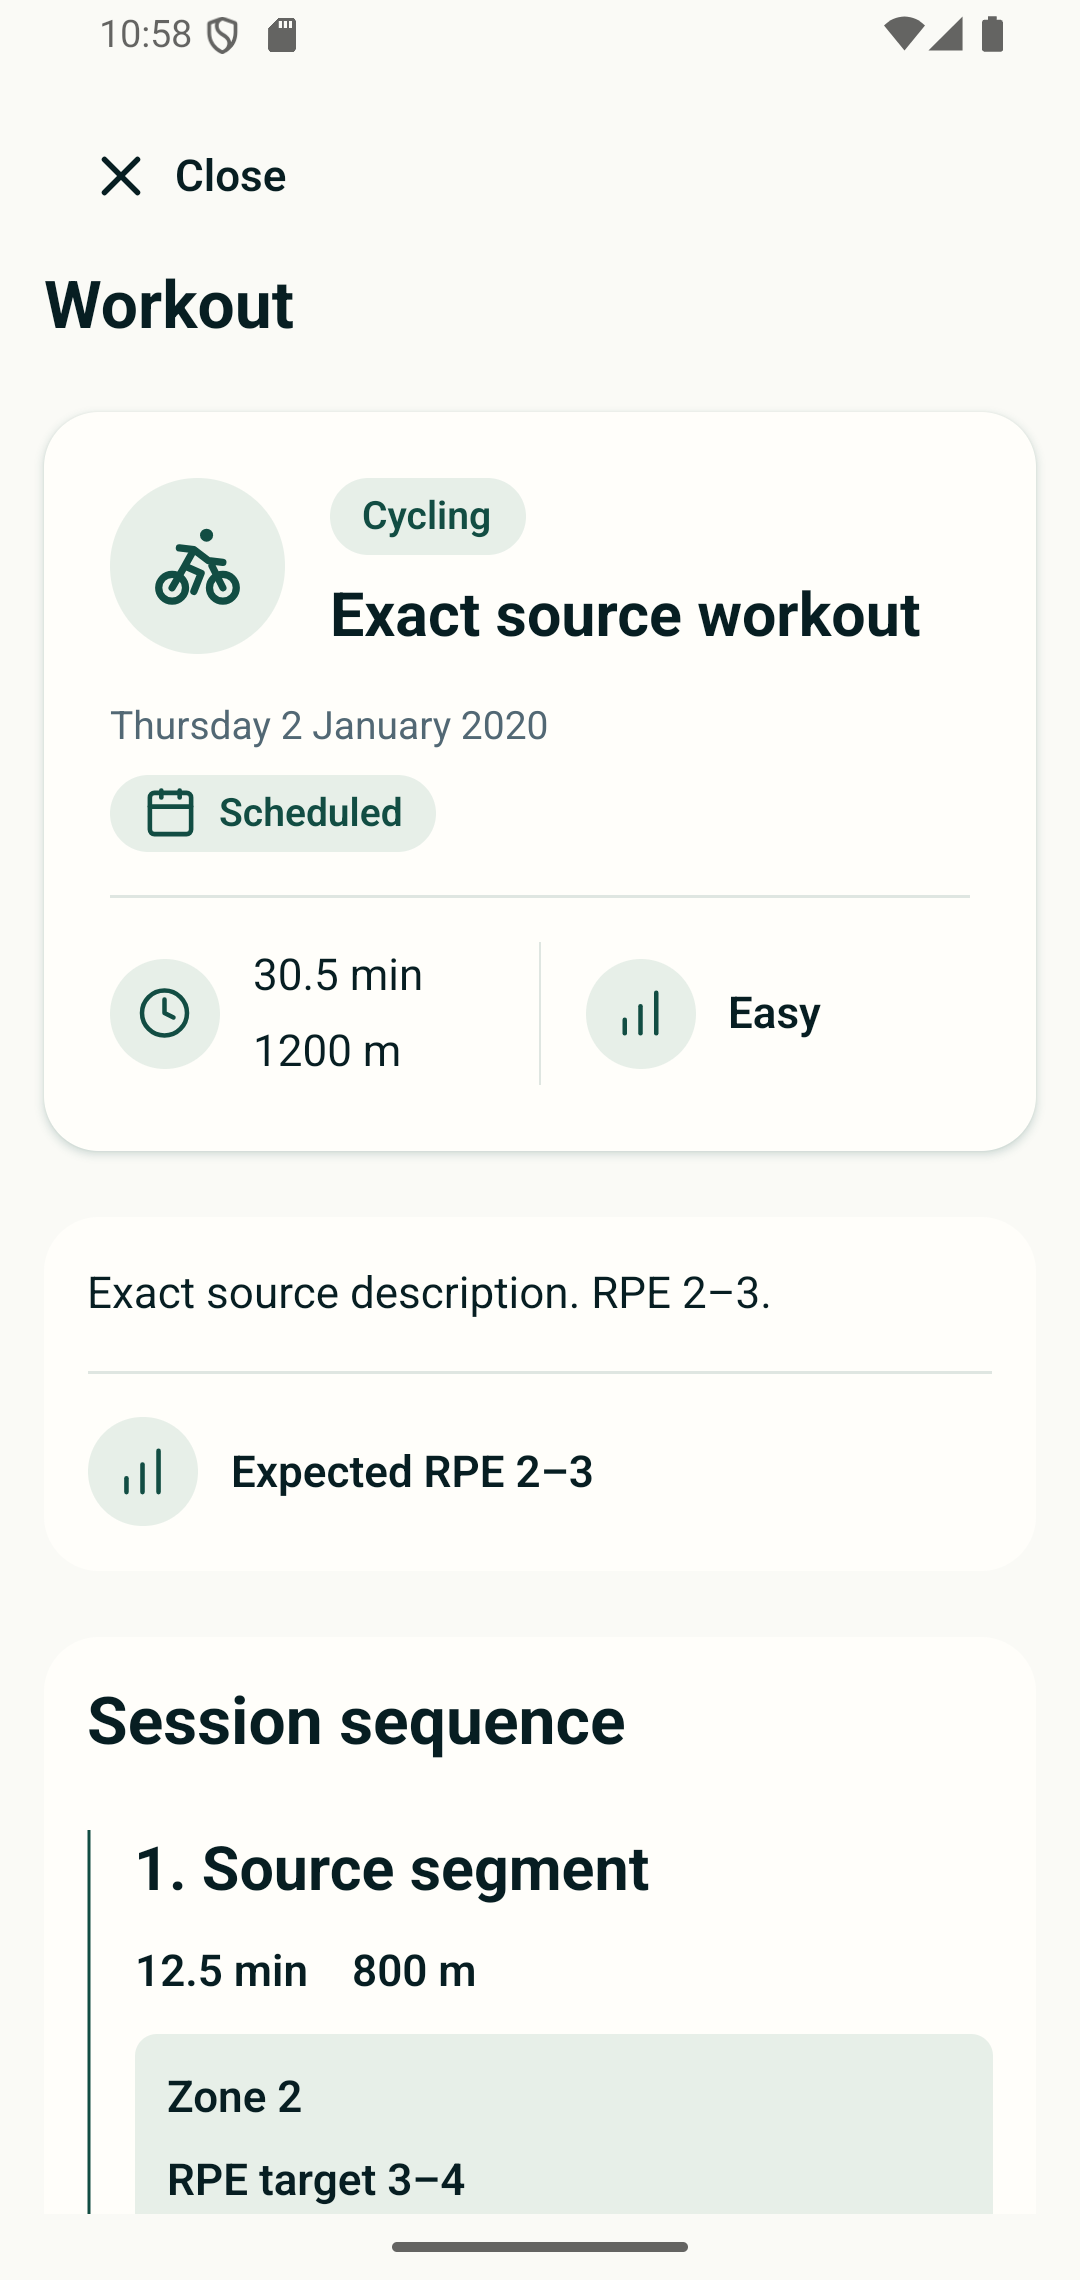 10:58
Close
Workout
Cycling
Exact source workout
Thursday 2 January 2020
Scheduled
30.5 min
1200 m
Easy
Exact source description. RPE 2–3.
Expected RPE 2–3
Session sequence
1. Source segment
12.5 min 800 m
Zone 2
RPE target 3–4